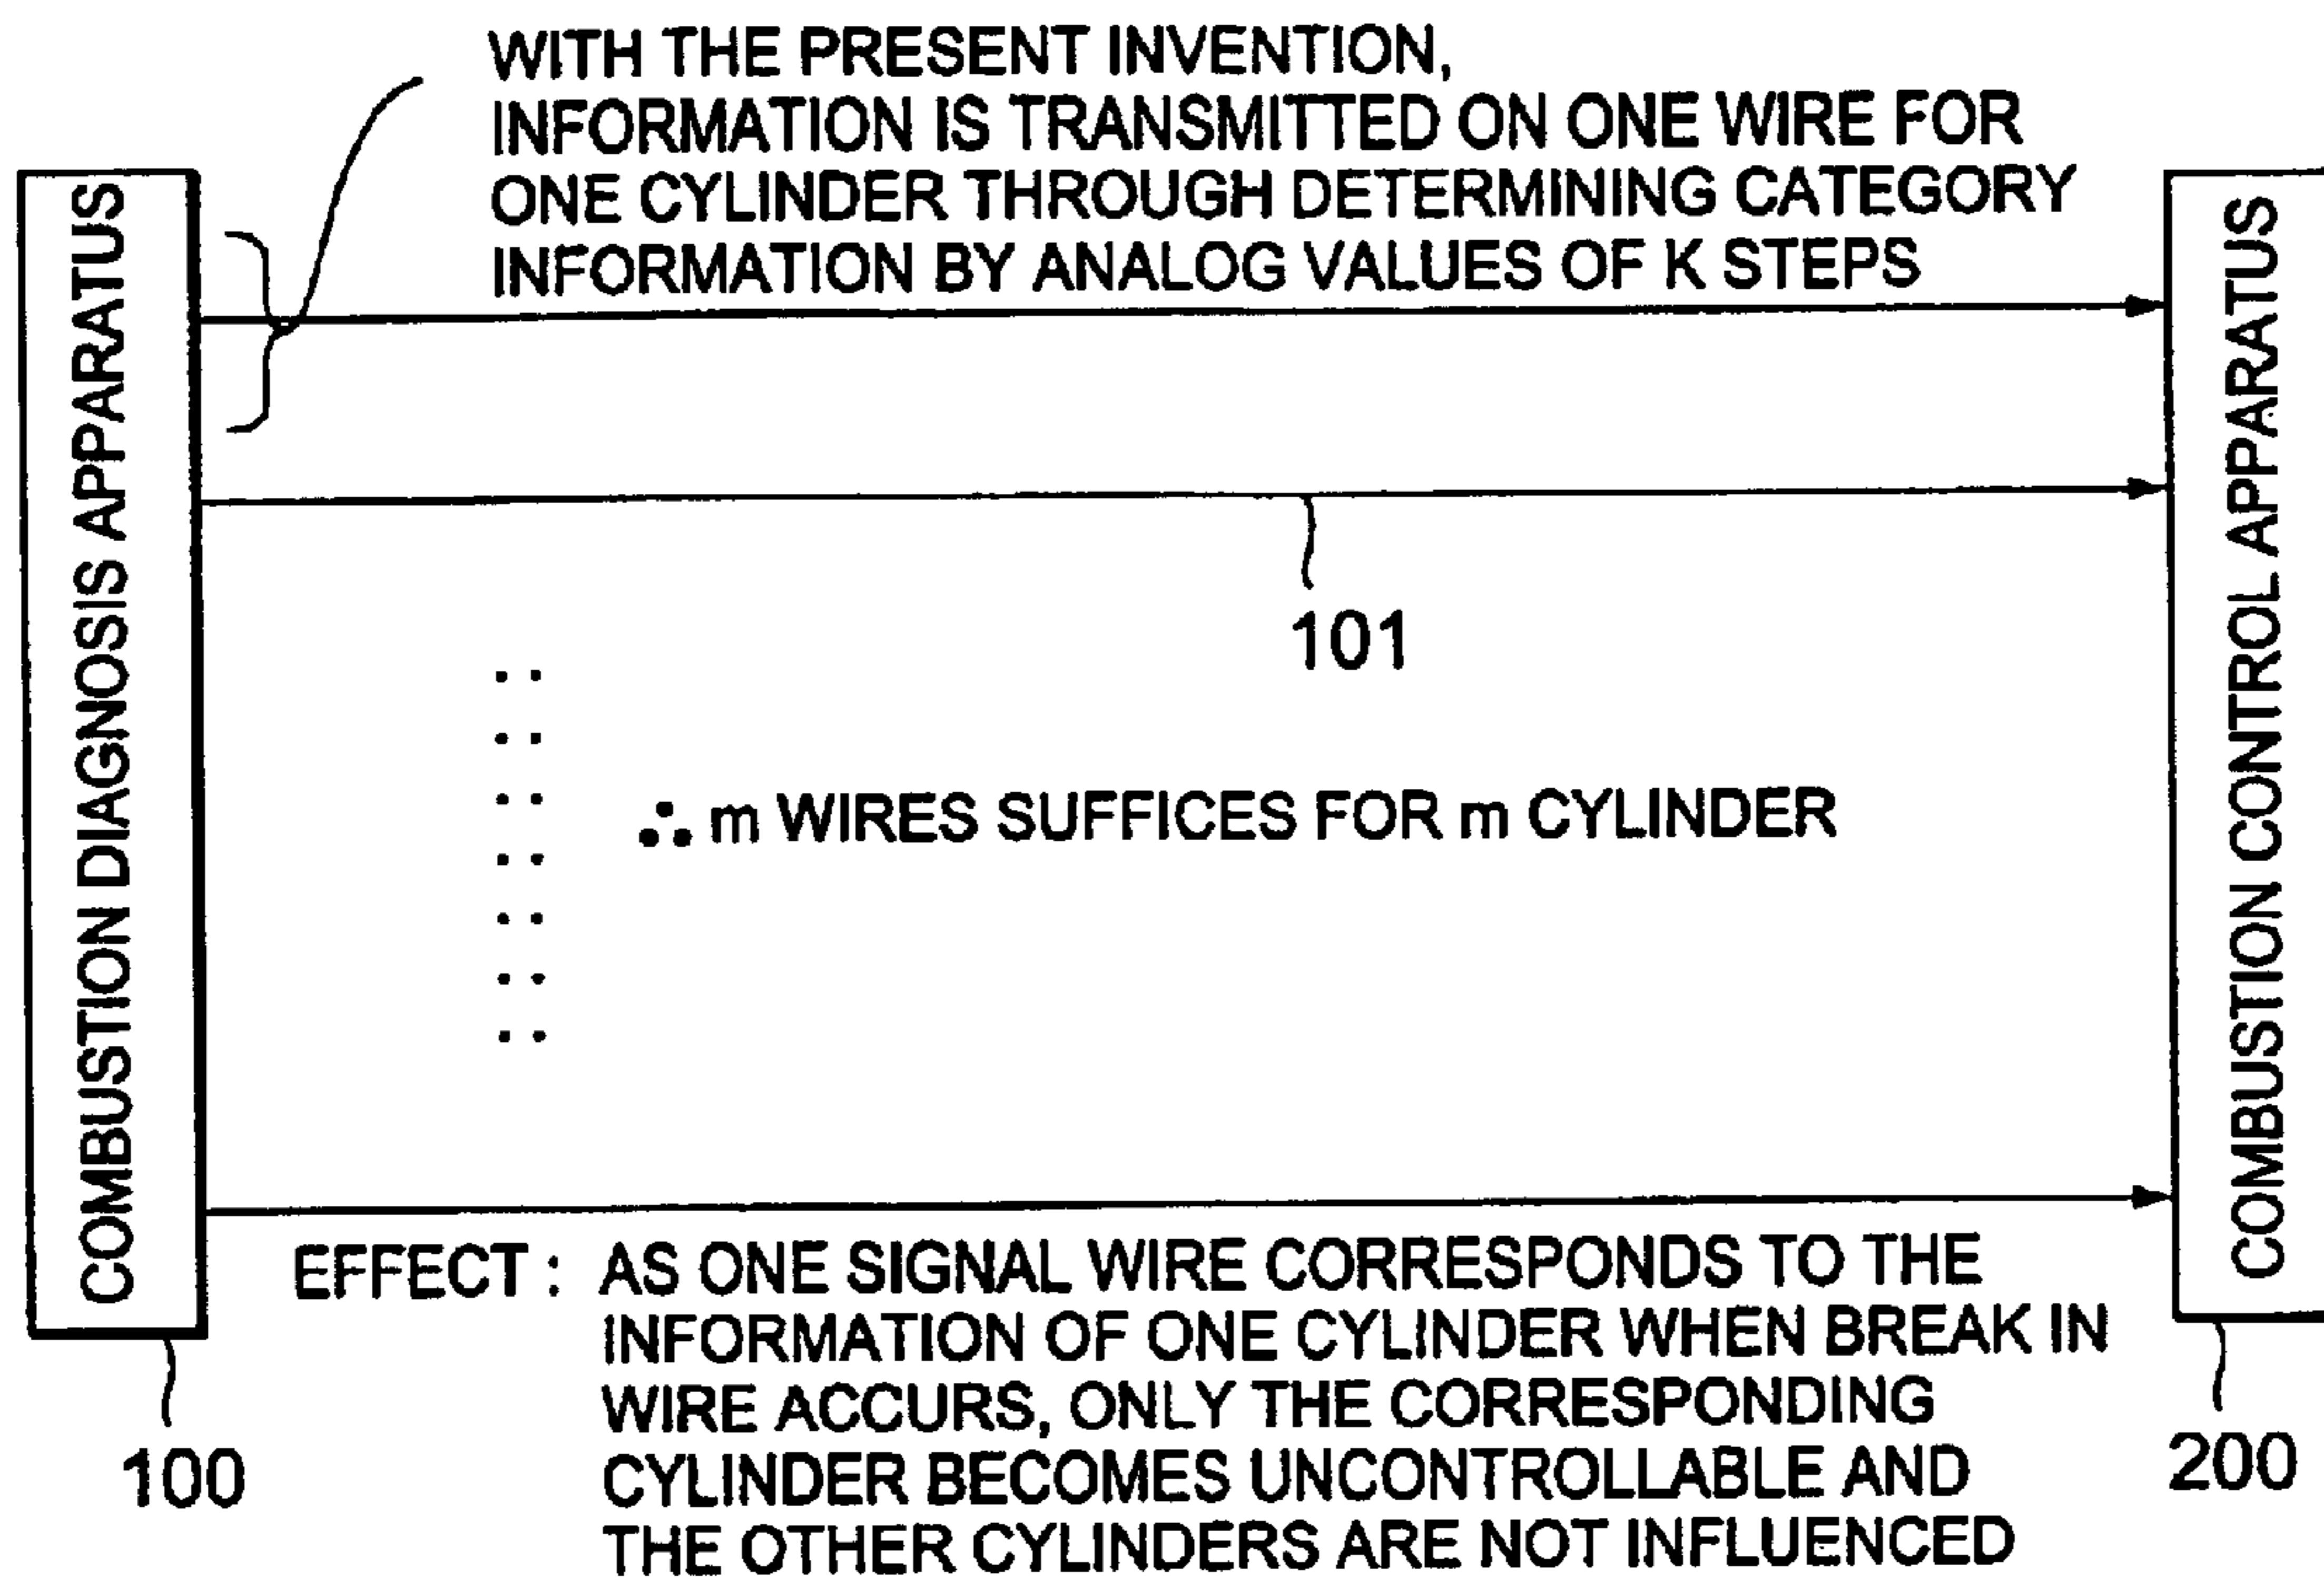 WITH THE PRESENT INVENTION,
INFORMATION IS TRANSMITTED ON ONE WIRE FOR
ONE CYLINDER THROUGH DETERMINING CATEGORY
INFORMATION BY ANALOG VALUES OF K STEPS
COMBUSTION DIAGNOSIS APPARATUS
COMBUSTION CONTROL APPARATUS
101
∴ m WIRES SUFFICES FOR m CYLINDER
EFFECT : AS ONE SIGNAL WIRE CORRESPONDS TO THE
INFORMATION OF ONE CYLINDER WHEN BREAK IN
WIRE ACCURS, ONLY THE CORRESPONDING
CYLINDER BECOMES UNCONTROLLABLE AND
THE OTHER CYLINDERS ARE NOT INFLUENCED
100
200